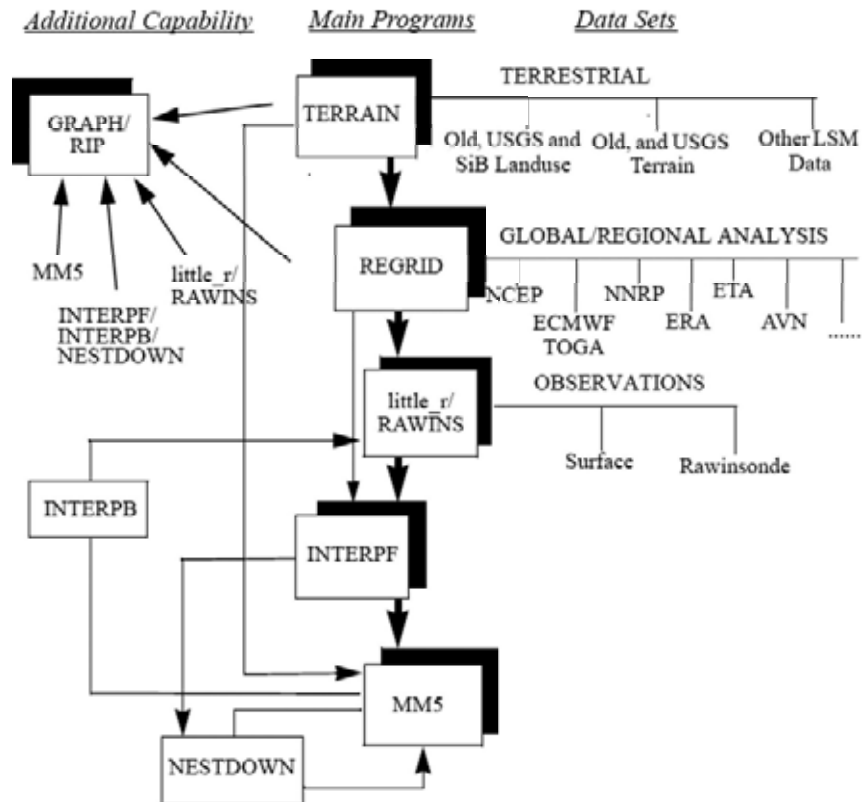 Additional Capability
Main Programs
Data Sets
GRAPH/
RIP
TERRAIN
TERRESTRIAL
Old, USGS and
SiB Landuse
Old, and USGS
Terrain
Other LSM
Data
MM5
little_r/
RAWINS
INTERPF/
INTERPB/
NESTDOWN
REGRID
GLOBAL/REGIONAL ANALYSIS
NCEP
ECMWF
TOGA
NNRP
ERA
ETA
AVN
......
little_r/
RAWINS
OBSERVATIONS
Surface
Rawinsonde
INTERPB
INTERPF
MM5
NESTDOWN